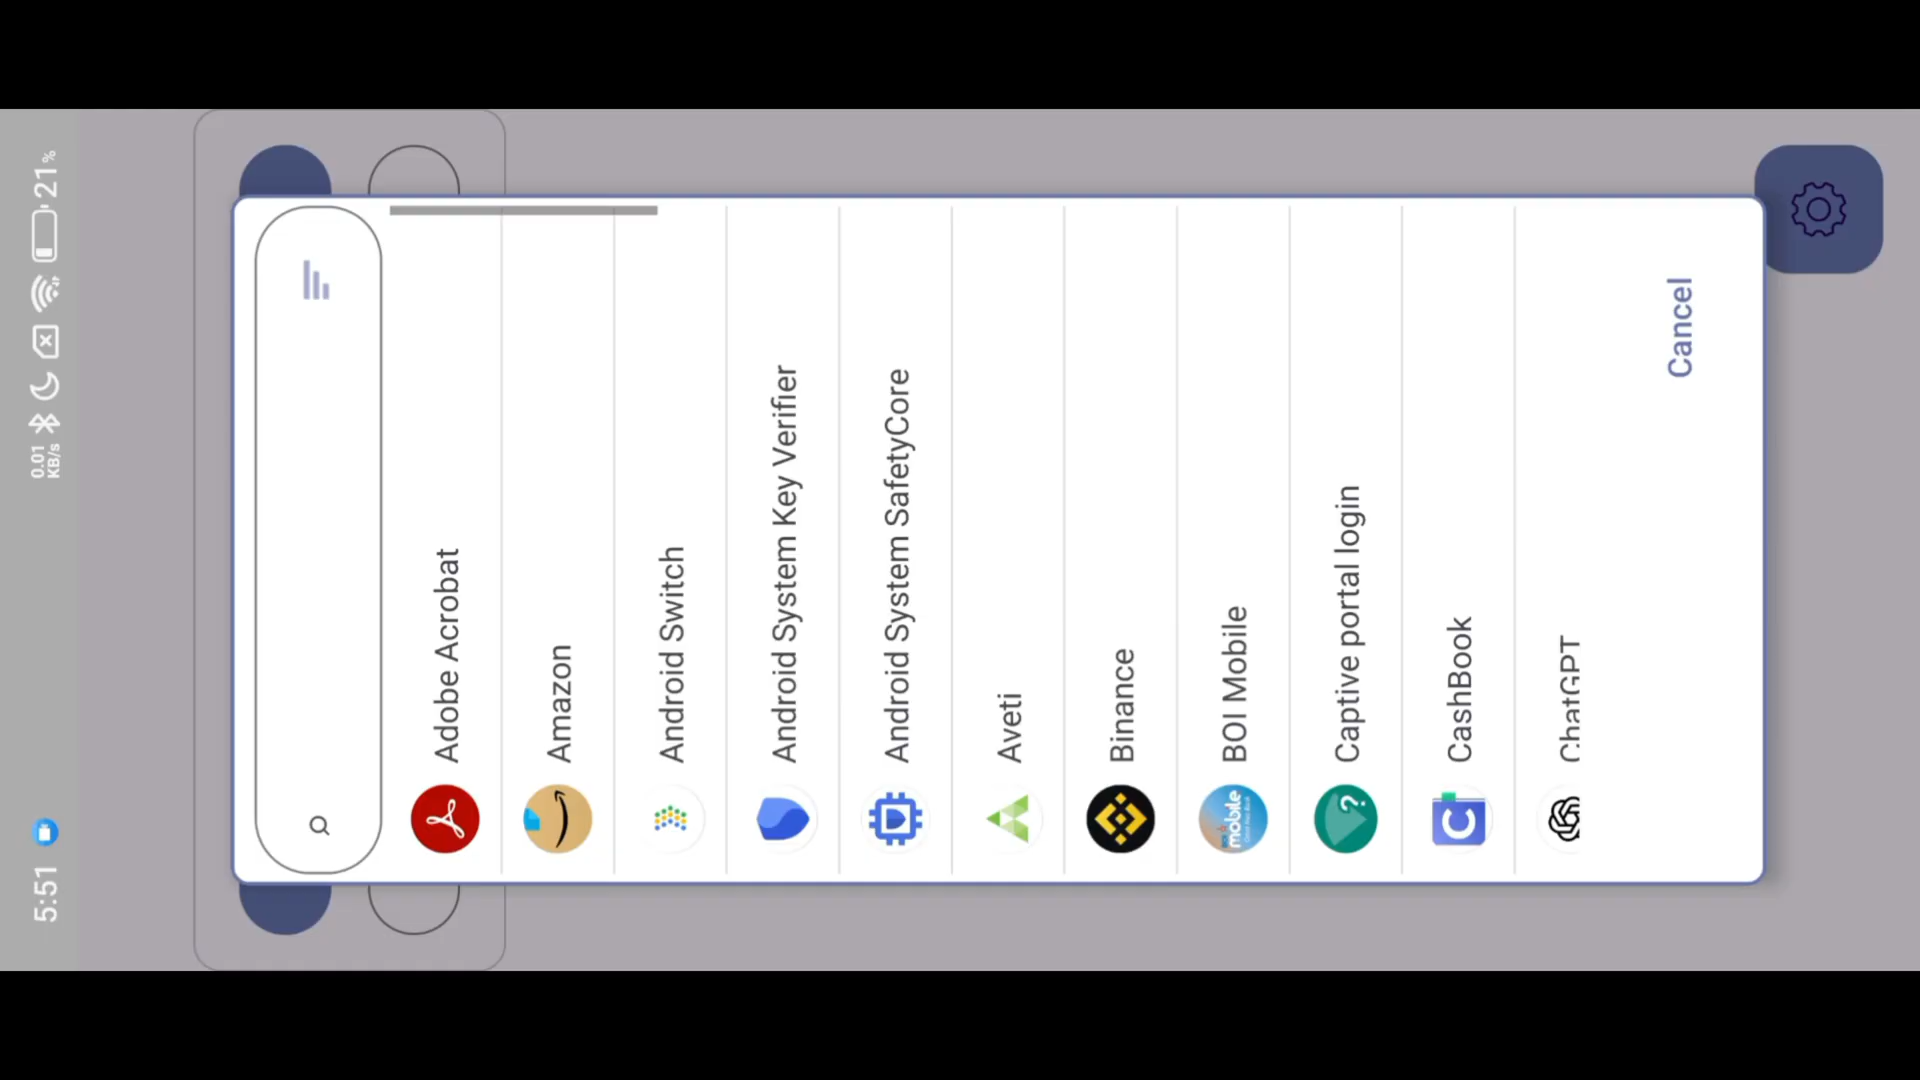 5:51
0.01
KB/s
21%
Adobe Acrobat
Amazon
Android Switch
Android System Key Verifier
Android System SafetyCore
Aveti
Binance
mobile
BOI Mobile
Captive portal login
CashBook
ChatGPT
Cancel